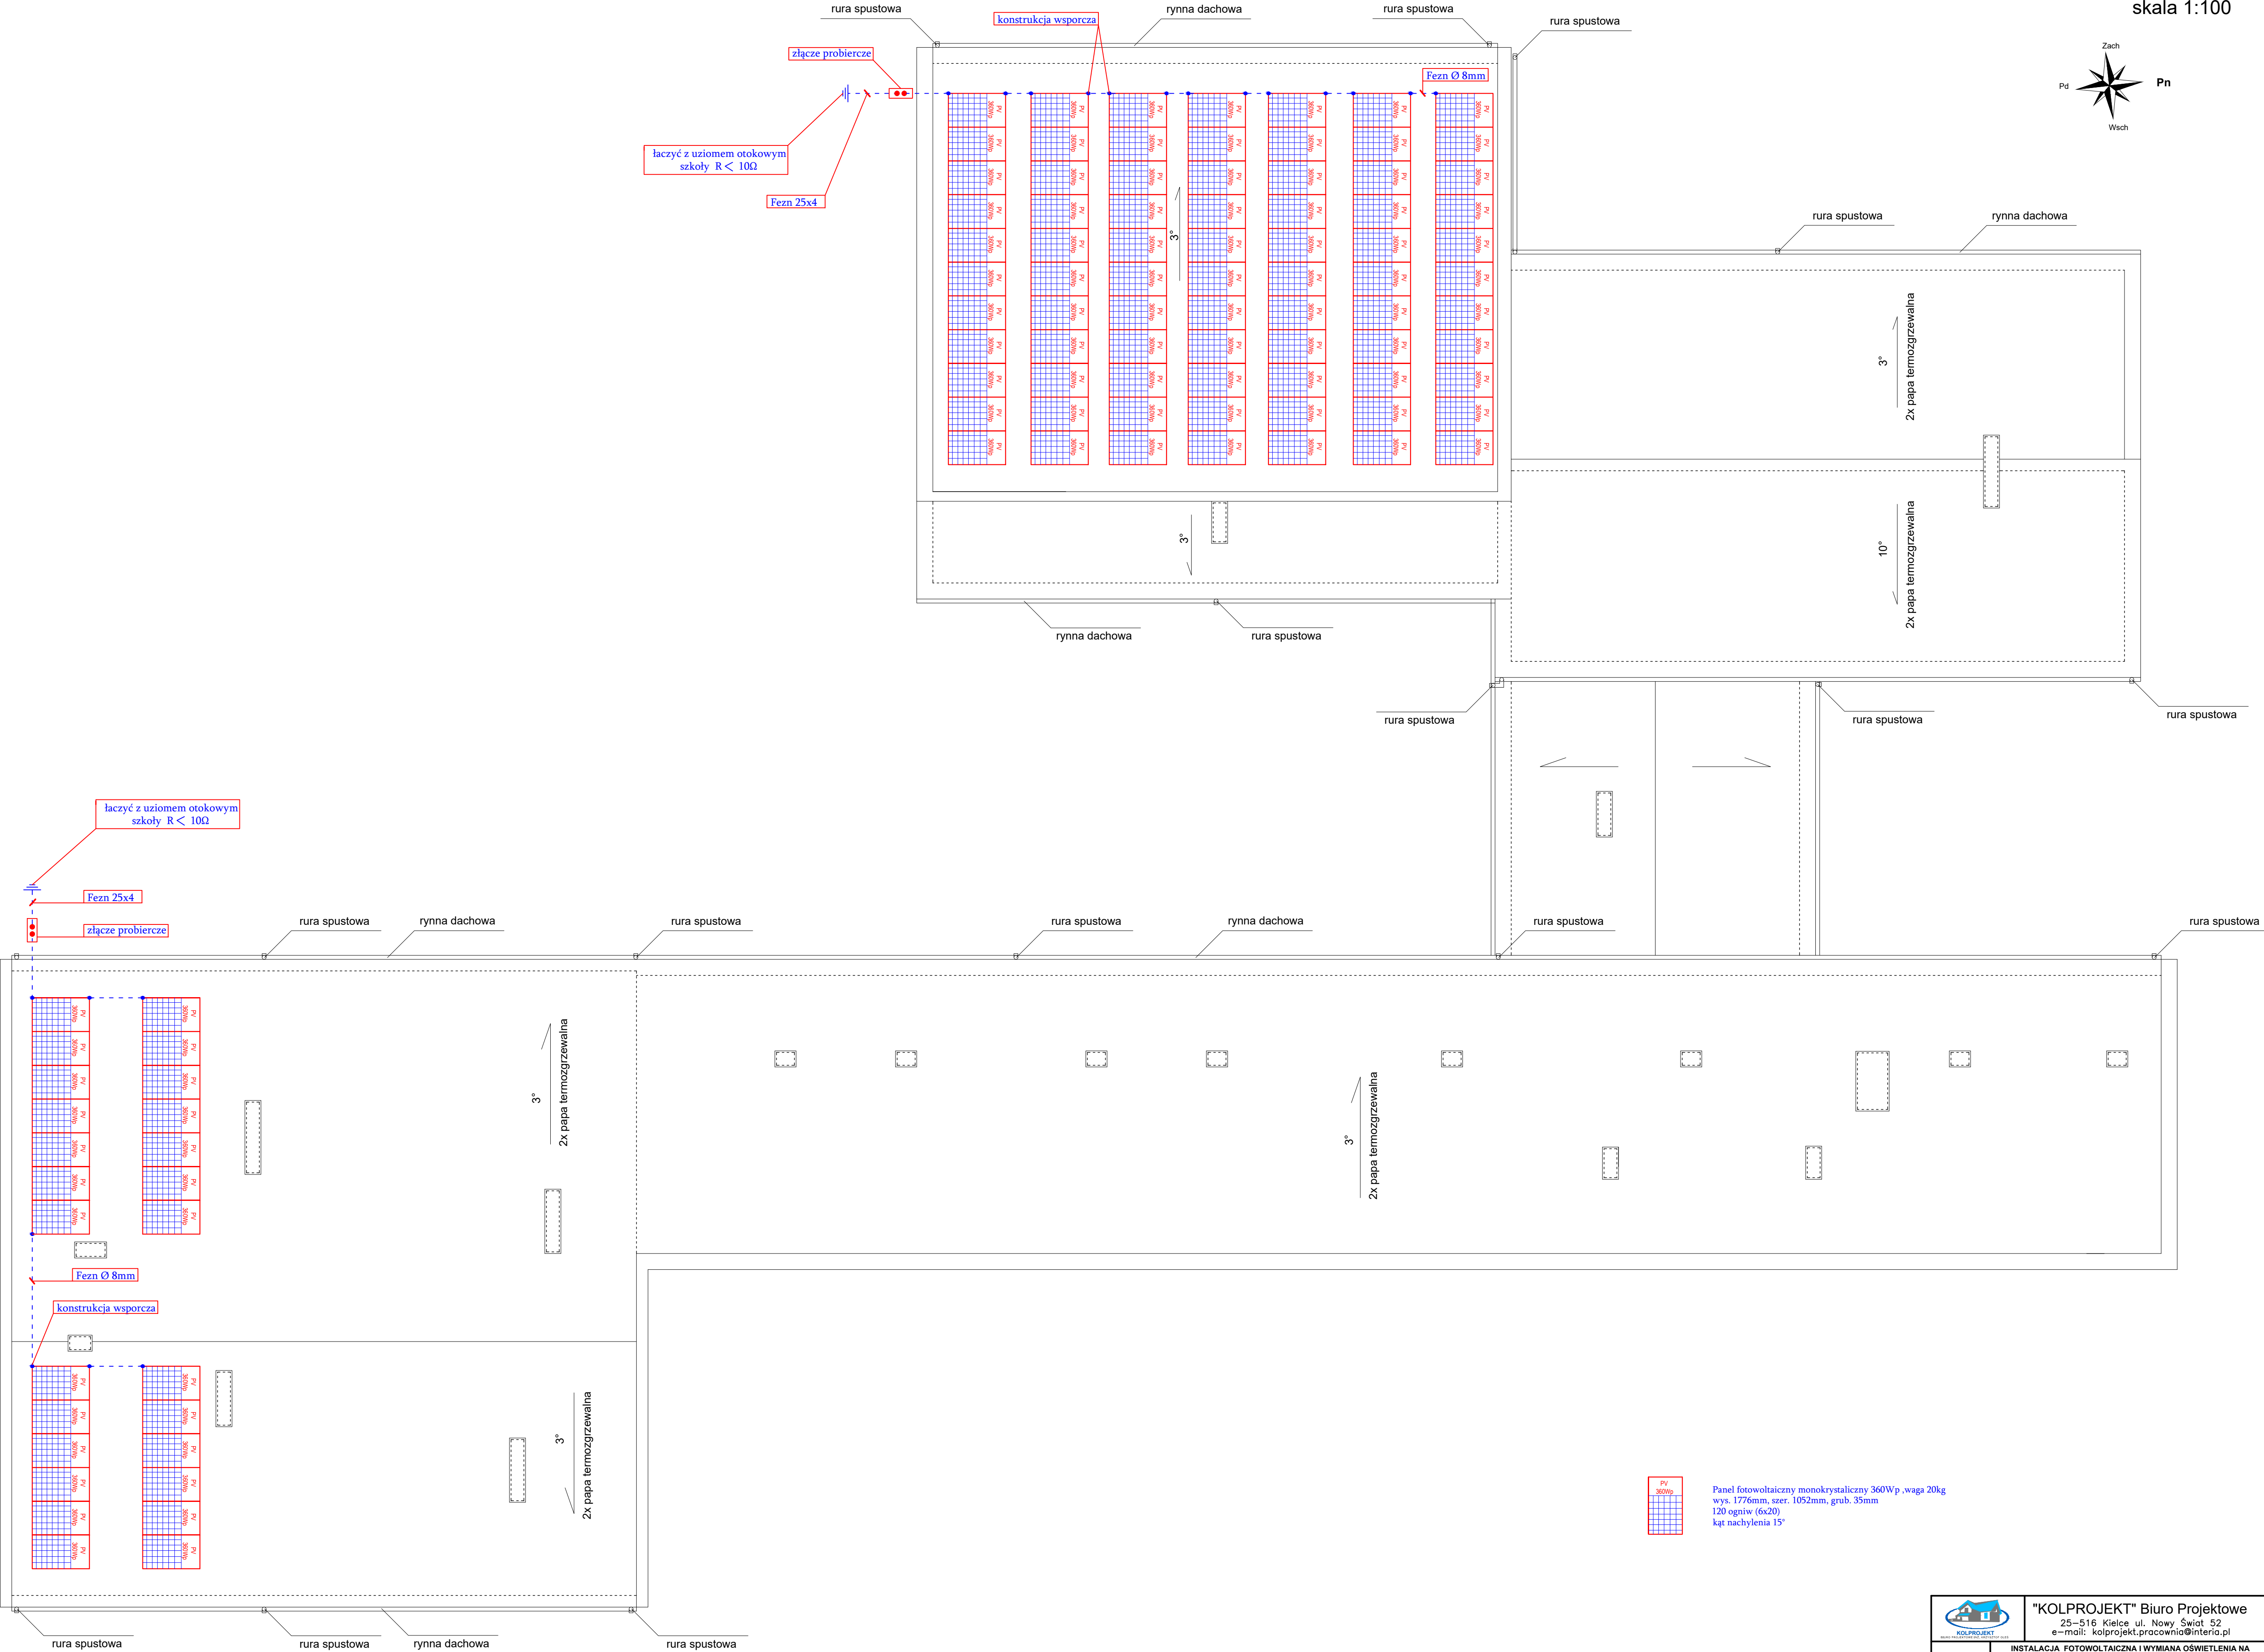 skala 1:100
rura spustowa
rynna dachowa
rura spustowa
rura spustowa
konstrukcja wsporcza
złącze probiercze
Fezn Ø 8mm
Zach
Pd
Pn
Wsch
łaczyć z uziomem otokowym
szkoły R < 10Ω
Fezn 25x4
PV
360Wp
3°
rura spustowa
rynna dachowa
3°
2x papa termozgrzewalna
10°
2x papa termozgrzewalna
3°
rynna dachowa
rura spustowa
rura spustowa
rura spustowa
rura spustowa
łaczyć z uziomem otokowym
szkoły R < 10Ω
Fezn 25x4
złącze probiercze
rura spustowa
rynna dachowa
rura spustowa
rura spustowa
rynna dachowa
rura spustowa
rura spustowa
PV
360Wp
3°
2x papa termozgrzewalna
3°
2x papa termozgrzewalna
Fezn Ø 8mm
konstrukcja wsporcza
PV
360Wp
3°
2x papa termozgrzewalna
PV
360Wp
Panel fotowoltaiczny monokrystaliczny 360Wp ,waga 20kg
wys. 1776mm, szer. 1052mm, grub. 35mm
120 ogniw (6x20)
kąt nachylenia 15°
rura spustowa
rura spustowa
rynna dachowa
rura spustowa
KOLPROJEKT
"KOLPROJEKT" Biuro Projektowe
25-516 Kielce ul. Nowy Świat 52
e-mail: kolprojekt.pracownia@interia.pl
INSTALACJA FOTOWOLTAICZNA I WYMIANA OŚWIETLENIA NA